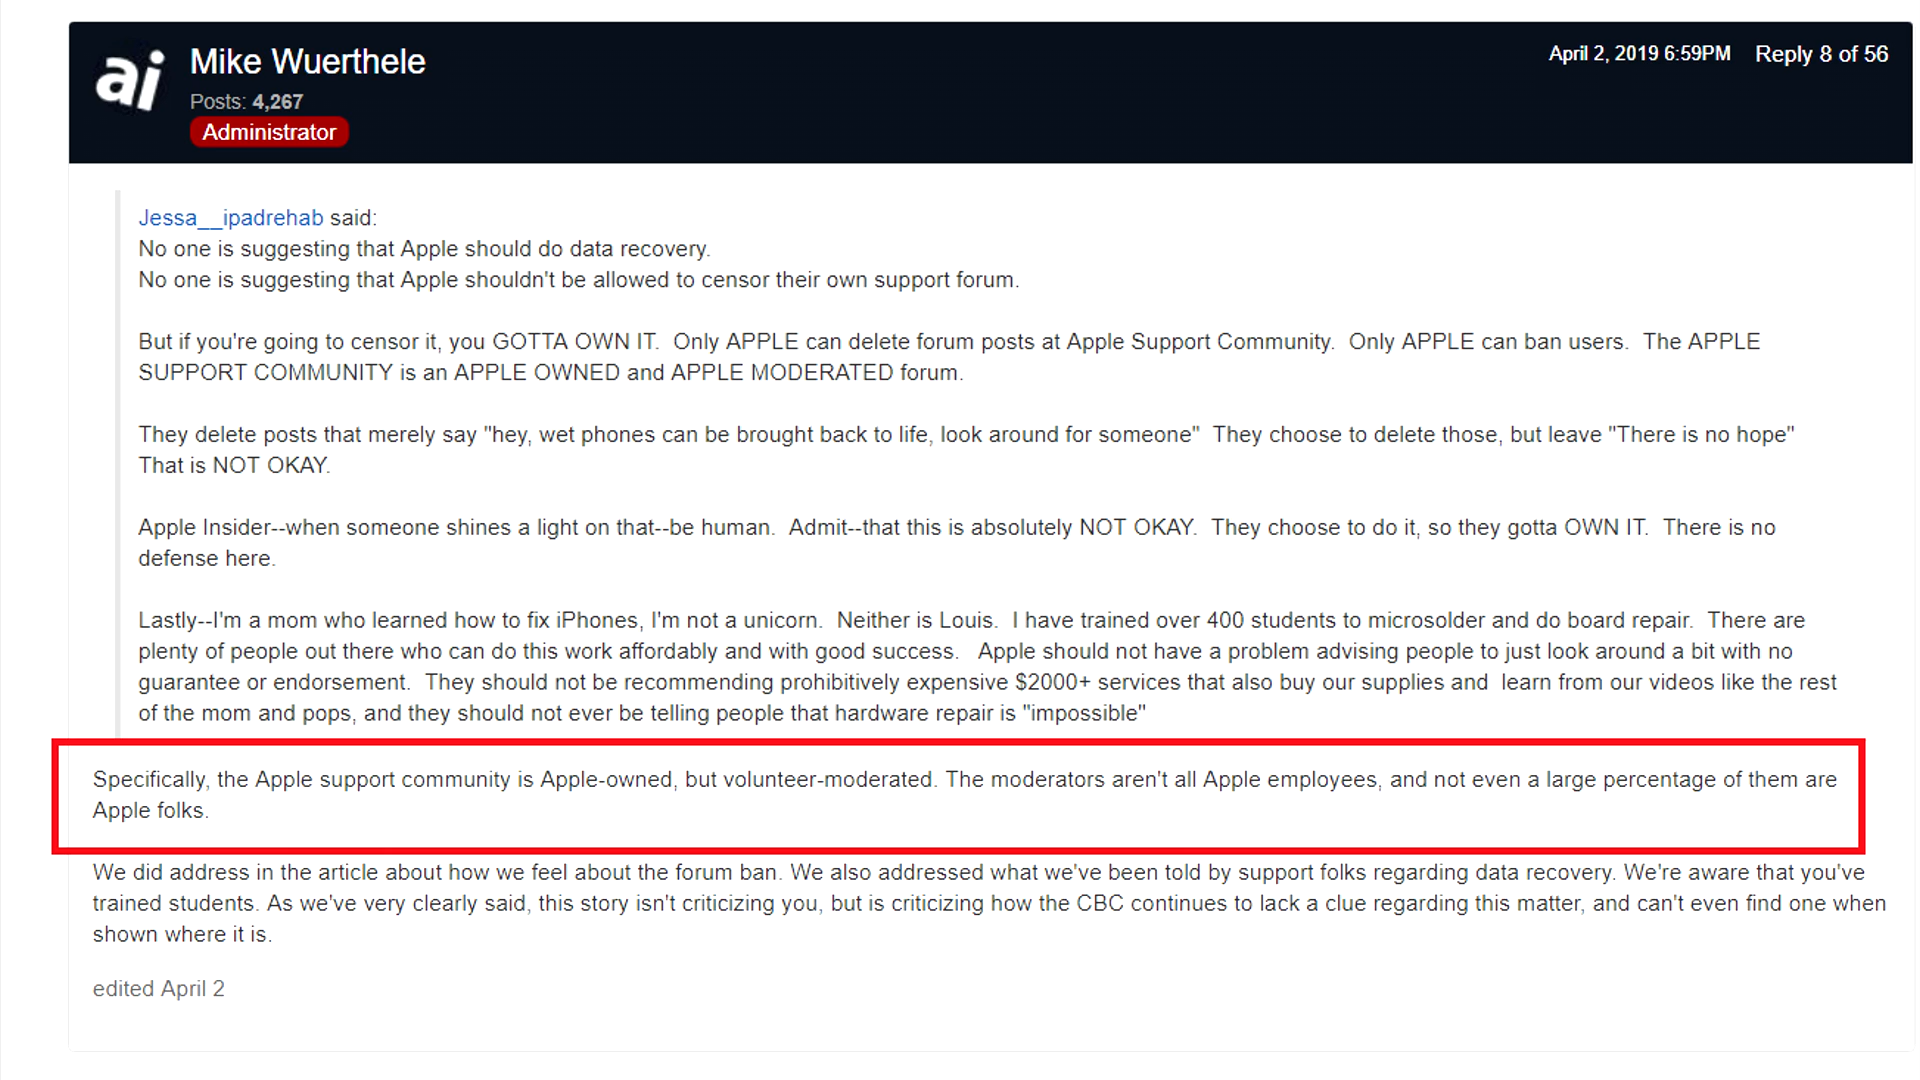 ai
Mike Wuerthele
April 2, 2019 6:59PM Reply 8 of 56
Posts: 4,267
Administrator
Jessa__ipadrehab said:
No one is suggesting that Apple should do data recovery.
No one is suggesting that Apple shouldn't be allowed to censor their own support forum.
But if you're going to censor it, you GOTTA OWN IT.  Only APPLE can delete forum posts at Apple Support Community.  Only APPLE can ban users.  The APPLE
SUPPORT COMMUNITY is an APPLE OWNED and APPLE MODERATED forum.
They delete posts that merely say "hey, wet phones can be brought back to life, look around for someone"  They choose to delete those, but leave "There is no hope"
That is NOT OKAY.
Apple Insider--when someone shines a light on that--be human.  Admit--that this is absolutely NOT OKAY.  They choose to do it, so they gotta OWN IT.  There is no
defense here.
Lastly--I'm a mom who learned how to fix iPhones, I'm not a unicorn.  Neither is Louis.  I have trained over 400 students to microsolder and do board repair.  There are
plenty of people out there who can do this work affordably and with good success.   Apple should not have a problem advising people to just look around a bit with no
guarantee or endorsement.  They should not be recommending prohibitively expensive $2000+ services that also buy our supplies and  learn from our videos like the rest
of the mom and pops, and they should not ever be telling people that hardware repair is "impossible"
Specifically, the Apple support community is Apple-owned, but volunteer-moderated. The moderators aren't all Apple employees, and not even a large percentage of them are
Apple folks.
We did address in the article about how we feel about the forum ban. We also addressed what we've been told by support folks regarding data recovery. We're aware that you've
trained students. As we've very clearly said, this story isn't criticizing you, but is criticizing how the CBC continues to lack a clue regarding this matter, and can't even find one when
shown where it is.
edited April 2